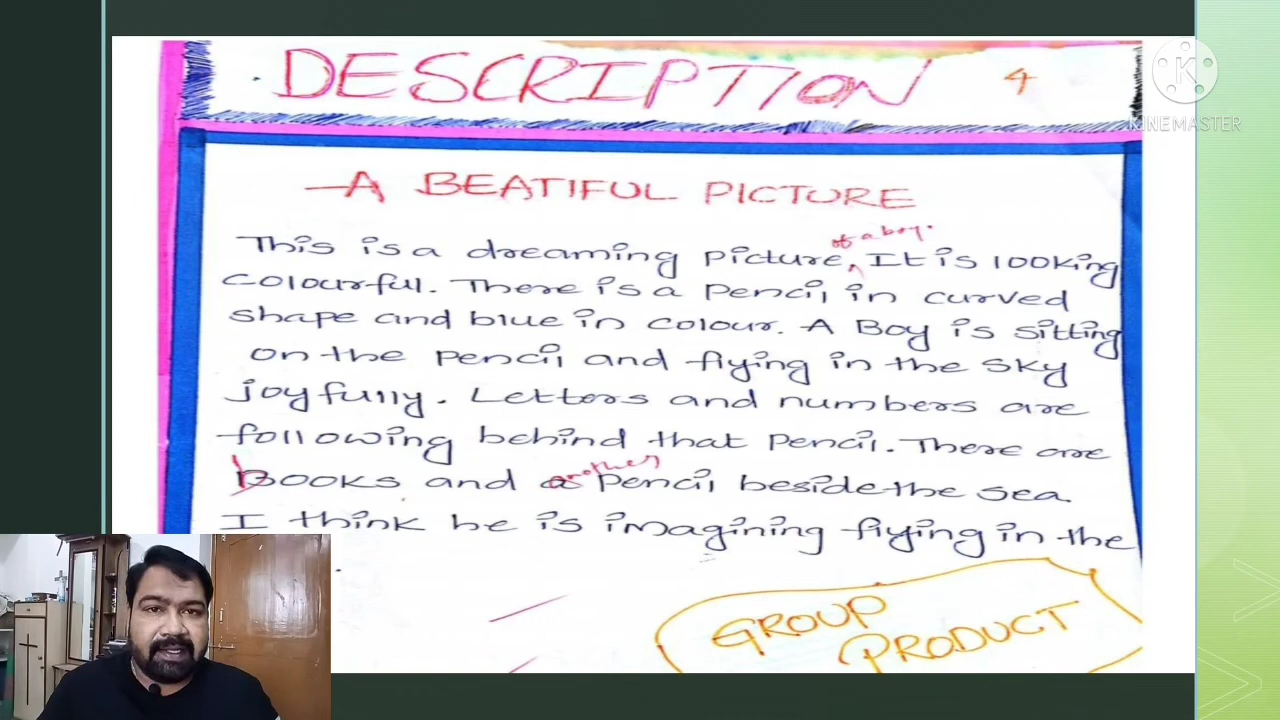 DESCRIPTION 4
A BEATIFUL PICTURE
of a boy.
This is a dreaming picture, It is looking
colourful. There is a pencil in curved
shape and blue in colour. A Boy is sitting
on the pencil and flying in the sky
joyfully. Letters and numbers are
following behind that pencil. There are
another
Books and a pencil beside the sea.
I think he is imagining flying in the
GROUP
PRODUCT
K
KINEMASTER